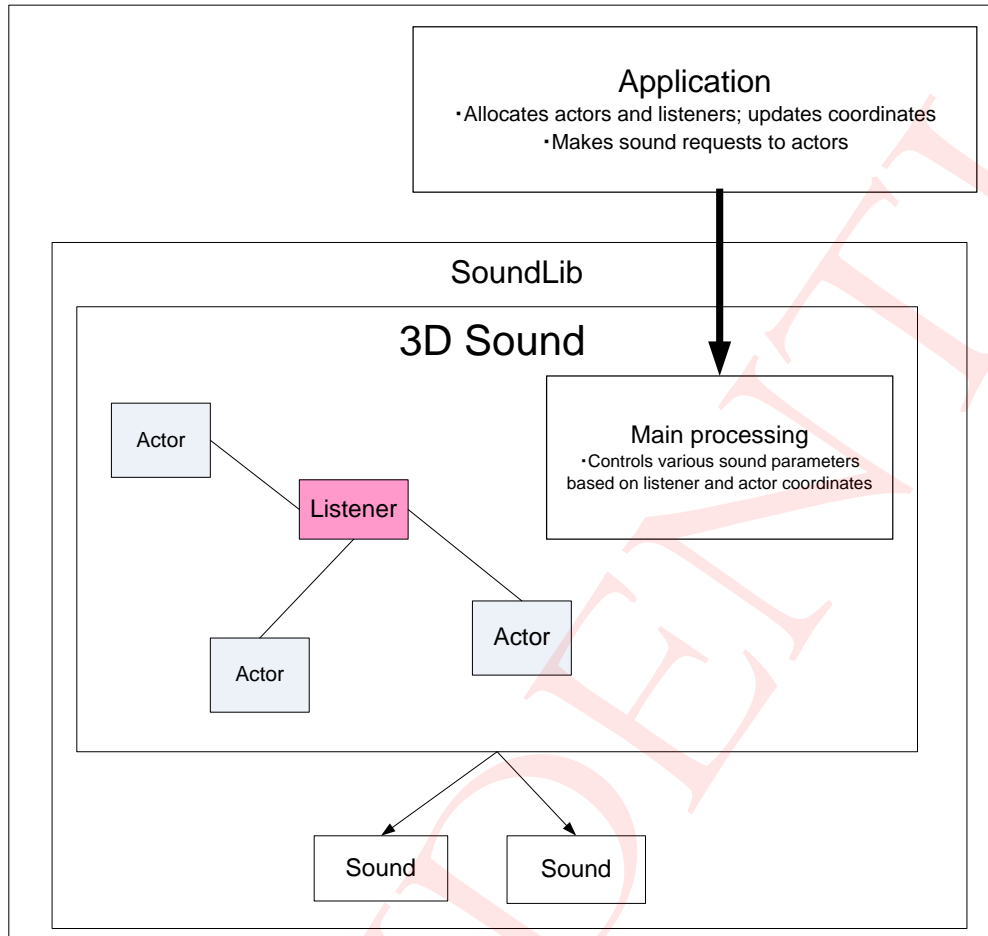 Application
・Allocates actors and listeners; updates coordinates
・Makes sound requests to actors
SoundLib
3D Sound
Main processing
・Controls various sound parameters
based on listener and actor coordinates
Actor
Listener
Actor
Actor
Sound
Sound